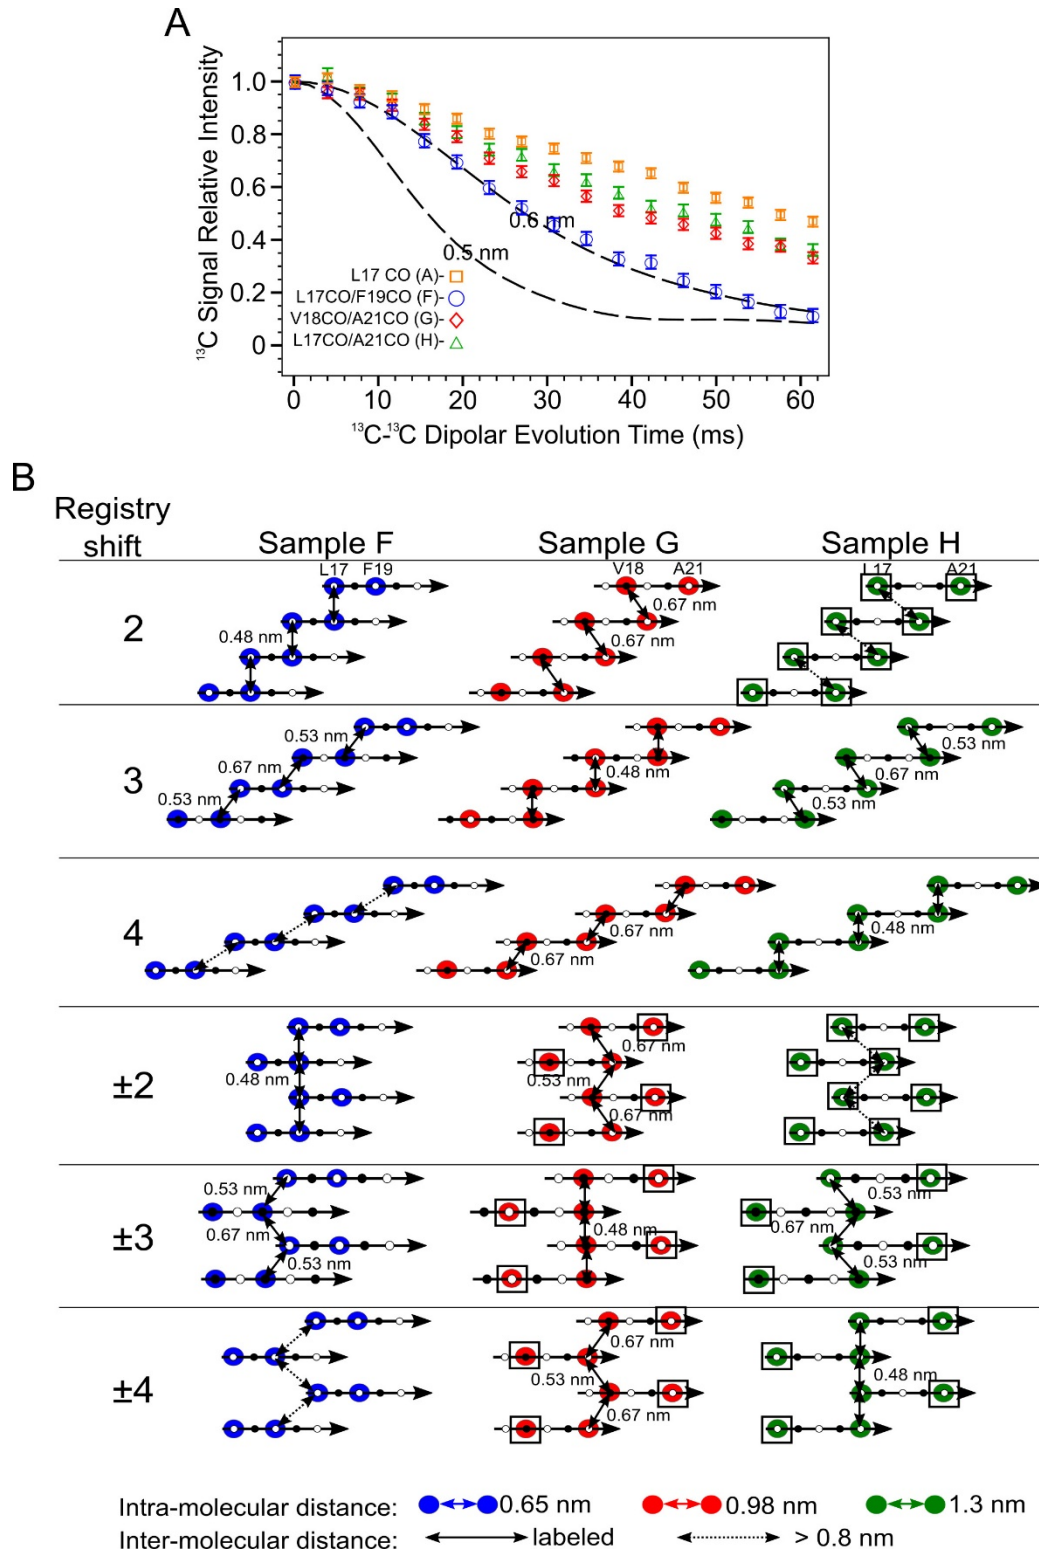 A
¹³C Signal Relative Intensity
1.0
0.8
0.6
0.4
0.2
0
0.6 nm
0.5 nm
L17 CO (A)-
L17CO/F19CO (F)-
V18CO/A21CO (G)-
L17CO/A21CO (H)-
0 10 20 30 40 50 60
¹³C-¹³C Dipolar Evolution Time (ms)
B
Registry shift
Sample F Sample G Sample H
L17 F19 V18 A21 L17 A21
2
0.48 nm
0.67 nm
0.67 nm
3
0.53 nm
0.67 nm
0.53 nm
0.48 nm
0.53 nm
0.67 nm
0.53 nm
4
0.67 nm
0.67 nm
0.48 nm
±2
0.48 nm
0.67 nm
0.53 nm
0.67 nm
±3
0.53 nm
0.67 nm
0.53 nm
0.48 nm
0.53 nm
0.67 nm
±4
0.67 nm
0.53 nm
0.67 nm
0.48 nm
Intra-molecular distance: 0.65 nm 0.98 nm 1.3 nm
Inter-molecular distance: labeled > 0.8 nm